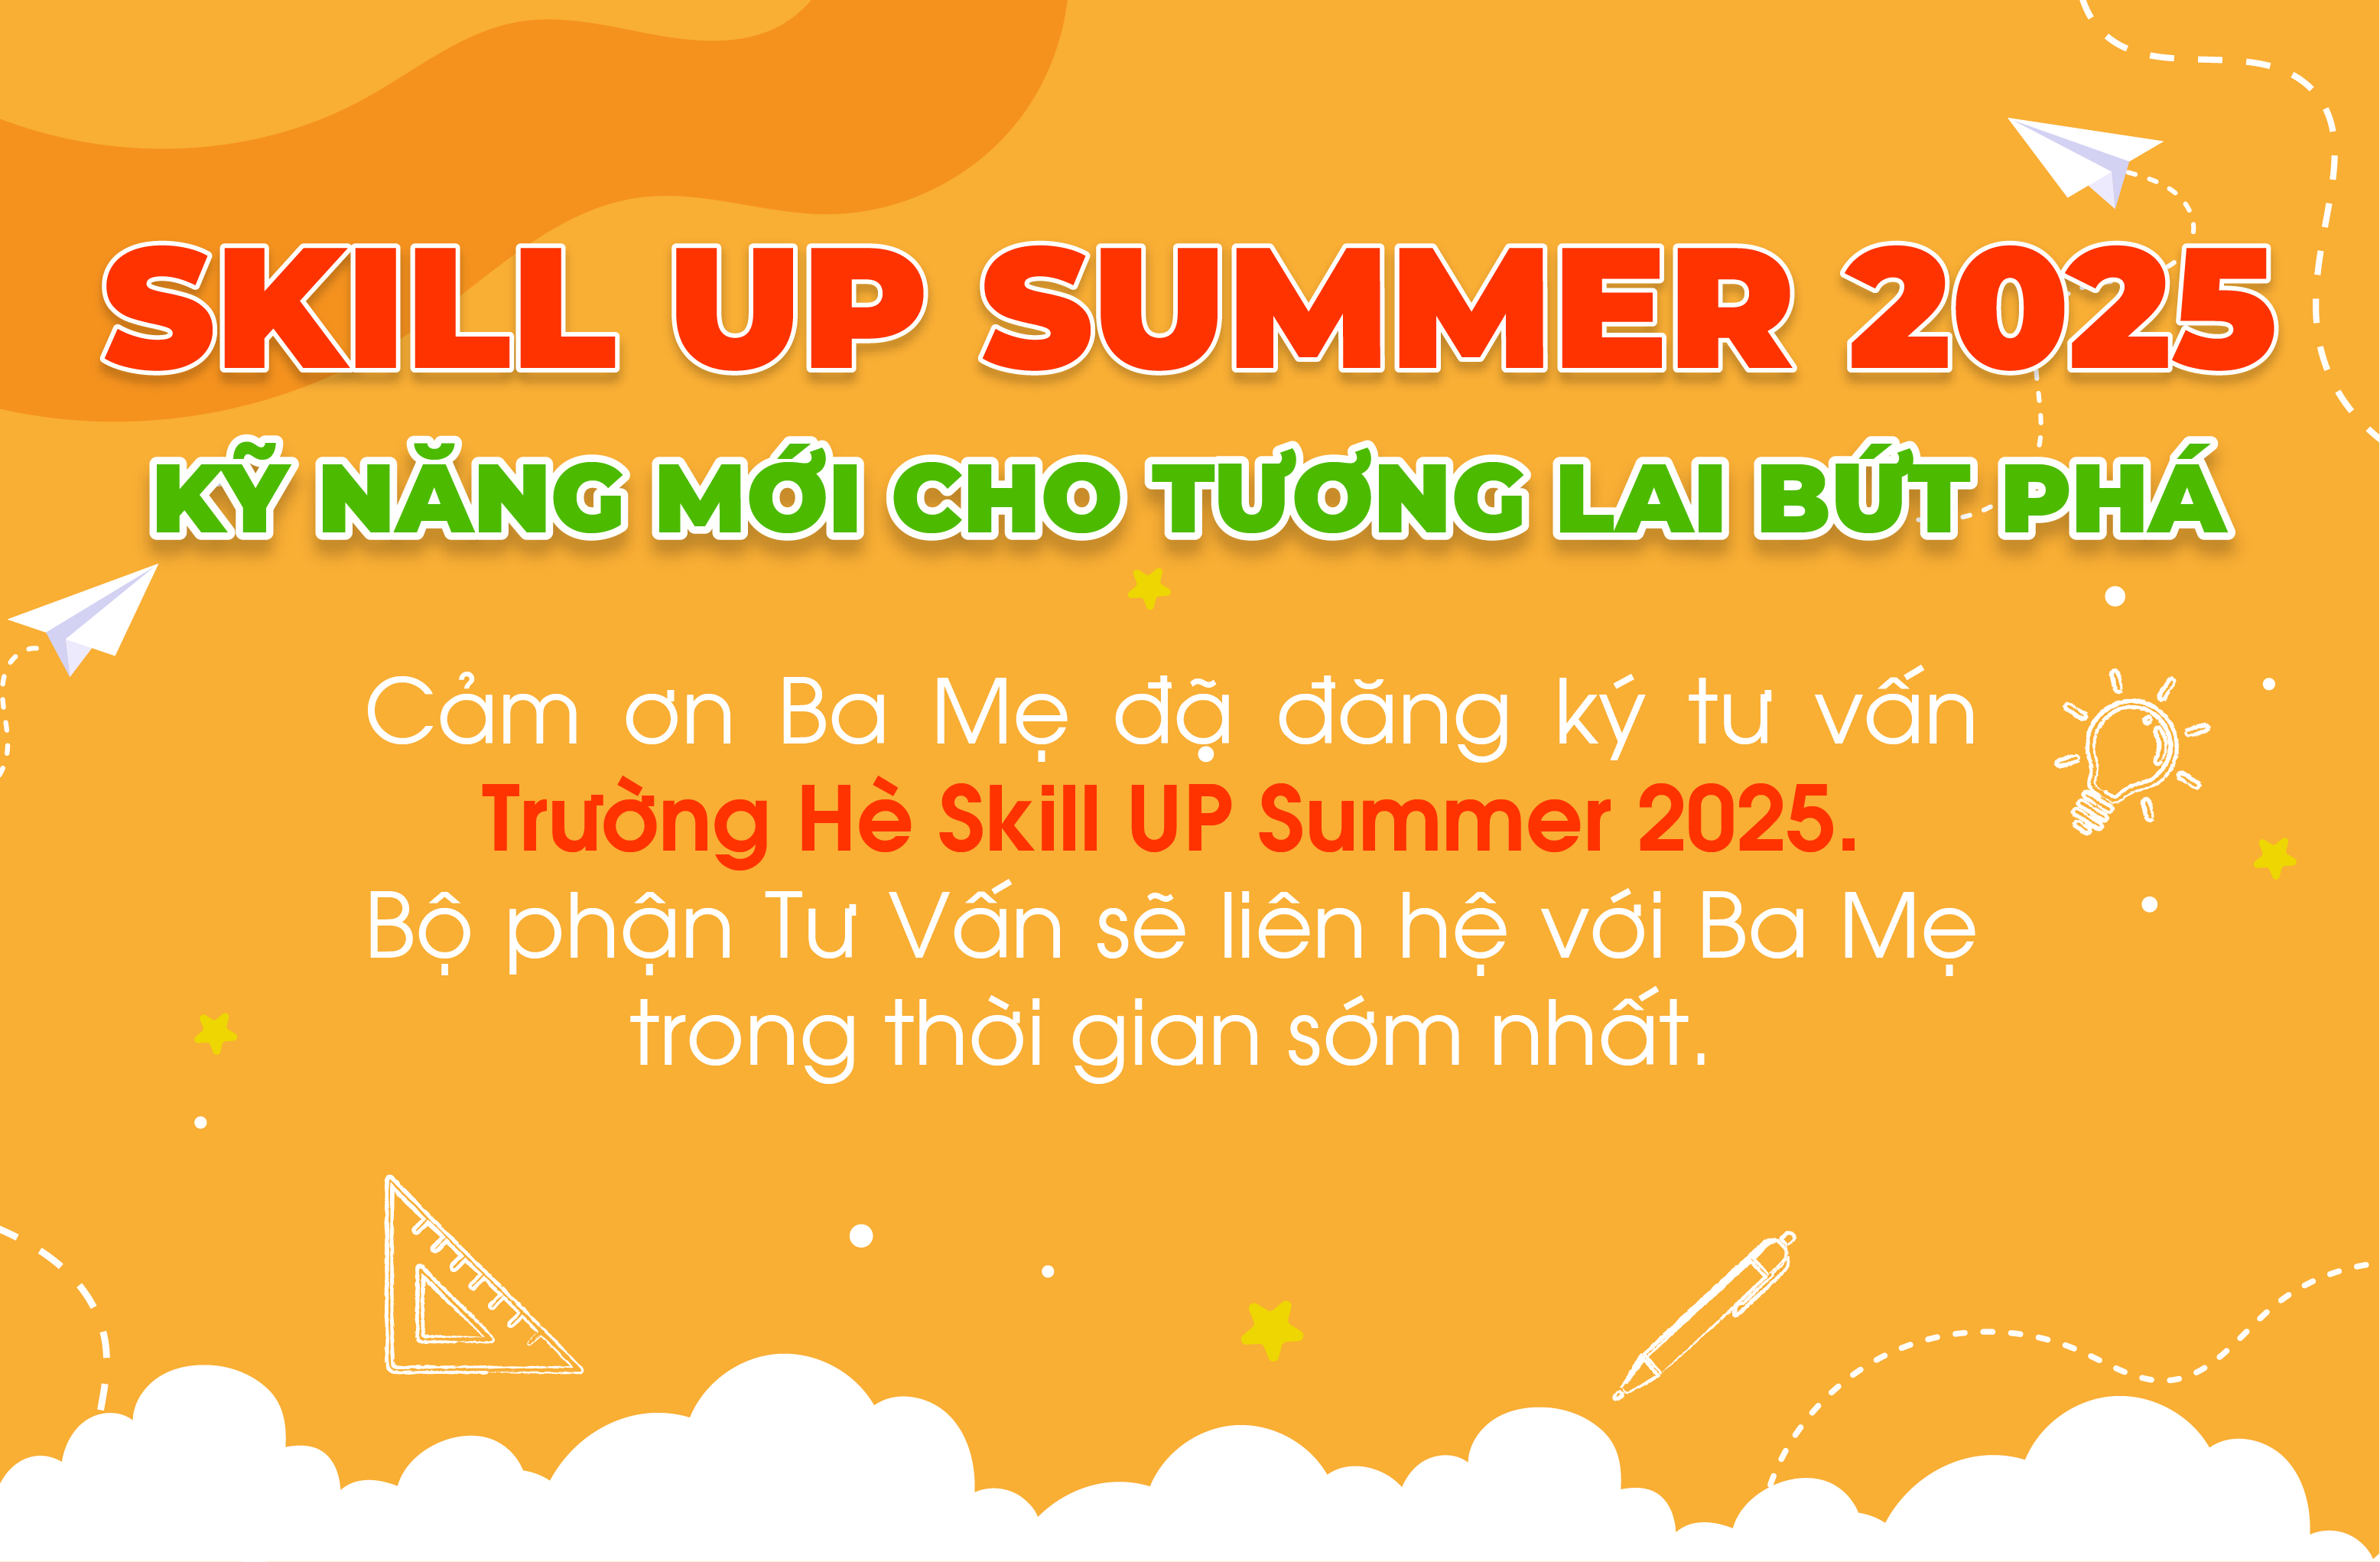 SKILL UP SUMMER 2025
KỸ NĂNG MỚI CHO TƯƠNG LAI BỨT PHÁ
Cảm ơn Ba Mẹ đã đăng ký tư vấn
Trường Hè Skill UP Summer 2025.
Bộ phận Tư Vấn sẽ liên hệ với Ba Mẹ
trong thời gian sớm nhất.